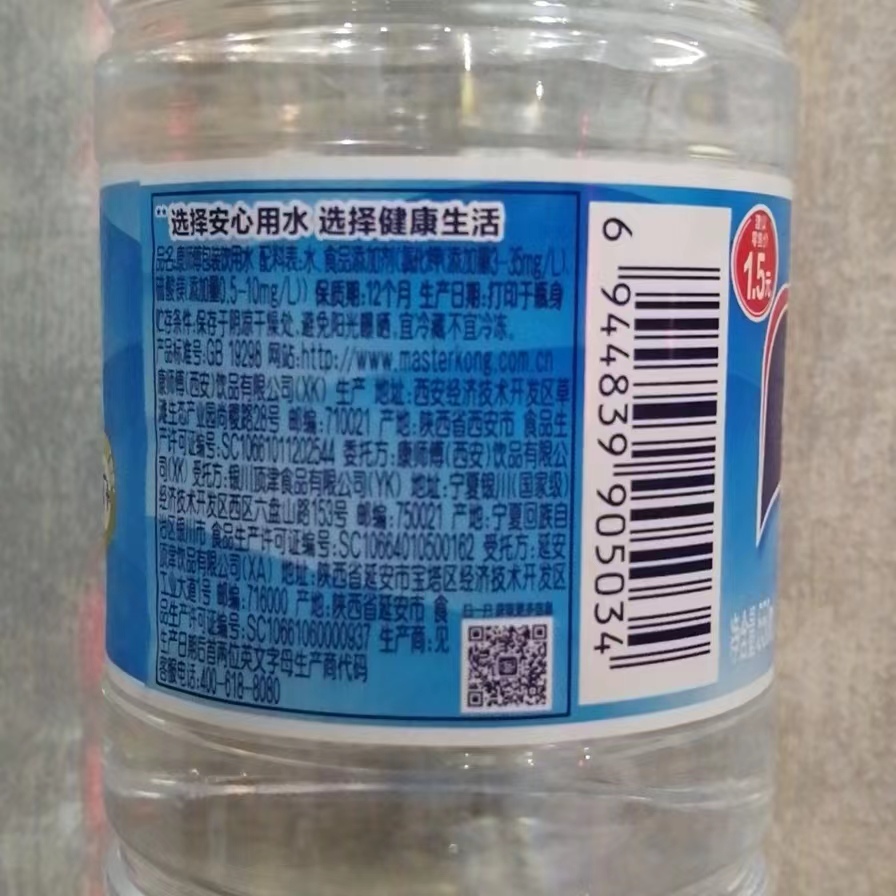 选择安心用水 选择健康生活
品名:康师傅包装饮用水 配料表:水、食品添加剂(氯化钾(添加量3-35mg/L)、
硫酸镁(添加量0.5-10mg/L)) 保质期:12个月 生产日期:打印于瓶身
贮存条件:保存于阴凉干燥处,避免阳光曝晒,宜冷藏不宜冷冻。
产品标准号:GB 19298 网站:http://www.masterkong.com.cn
康师傅(西安)饮品有限公司(XK) 生产 地址:西安经济技术开发区草
滩生态产业园尚稷路28号 邮编:710021 产地:陕西省西安市 食品生
产许可证编号:SC10661011202544 委托方:康师傅(西安)饮品有限公
司(XK) 受托方:银川顶津食品有限公司(YK) 地址:宁夏银川(国家级)
经济技术开发区西区六盘山路153号 邮编:750021 产地:宁夏回族自
治区银川市 食品生产许可证编号:SC10664010500162 受托方:延安
顶津饮品有限公司(XA) 地址:陕西省延安市宝塔区经济技术开发区
工业大道1号 邮编:716000 产地:陕西省延安市 食
品生产许可证编号:SC10661060000937 生产商:见
生产日期后首两位英文字母生产商代码
客服电话:400-618-8080
扫一扫
6 944839 905034
建议
零售价
1.5元